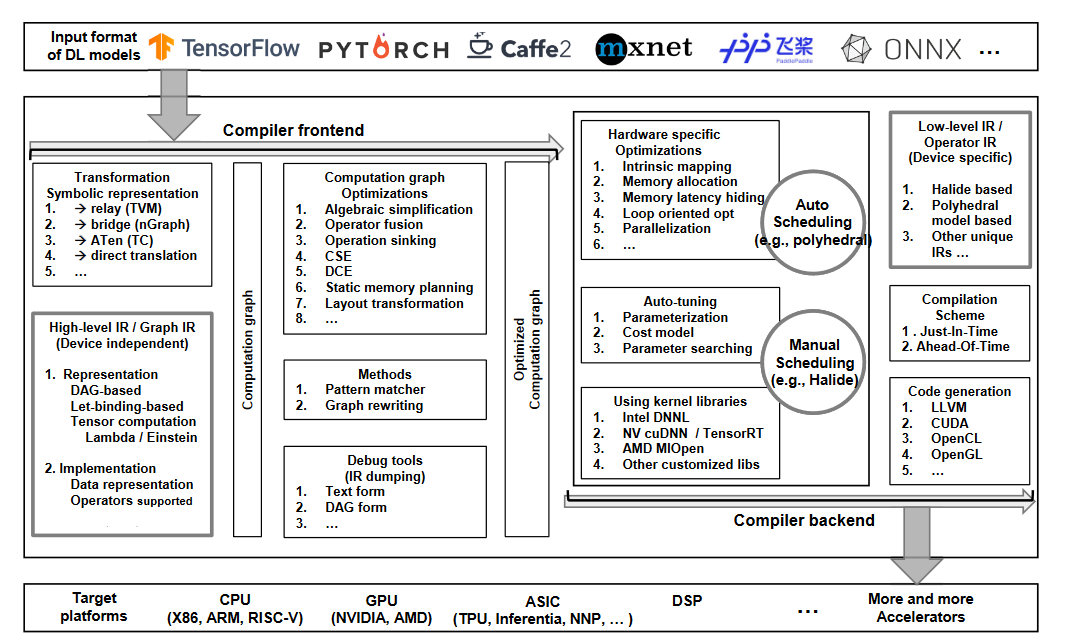 Input format
of DL models
TensorFlow
PYTORCH
Caffe2
mxnet
飞桨
PaddlePaddle
ONNX
...
Compiler frontend
Transformation
Symbolic representation
1. → relay (TVM)
2. → bridge (nGraph)
3. → ATen (TC)
4. → direct translation
5. ...
High-level IR / Graph IR
(Device independent)
1. Representation
DAG-based
Let-binding-based
Tensor computation
Lambda / Einstein
2. Implementation
Data representation
Operators supported
Computation graph
Computation graph
Optimizations
1. Algebraic simplification
2. Operator fusion
3. Operation sinking
4. CSE
5. DCE
6. Static memory planning
7. Layout transformation
8. ...
Methods
1. Pattern matcher
2. Graph rewriting
Debug tools
(IR dumping)
1. Text form
2. DAG form
3. ...
Optimized
Computation graph
Hardware specific
Optimizations
1. Intrinsic mapping
2. Memory allocation
3. Memory latency hiding
4. Loop oriented opt
5. Parallelization
6. ...
Auto
Scheduling
(e.g., polyhedral)
Auto-tuning
1. Parameterization
2. Cost model
3. Parameter searching
Manual
Scheduling
(e.g., Halide)
Using kernel libraries
1. Intel DNNL
2. NV cuDNN / TensorRT
3. AMD MIOpen
4. Other customized libs
Low-level IR /
Operator IR
(Device specific)
1. Halide based
2. Polyhedral
model based
3. Other unique
IRs ...
Compilation
Scheme
1 . Just-In-Time
2. Ahead-Of-Time
Code generation
1. LLVM
2. CUDA
3. OpenCL
4. OpenGL
5. ...
Compiler backend
Target
platforms
CPU
(X86, ARM, RISC-V)
GPU
(NVIDIA, AMD)
ASIC
(TPU, Inferentia, NNP, ... )
DSP
...
More and more
Accelerators